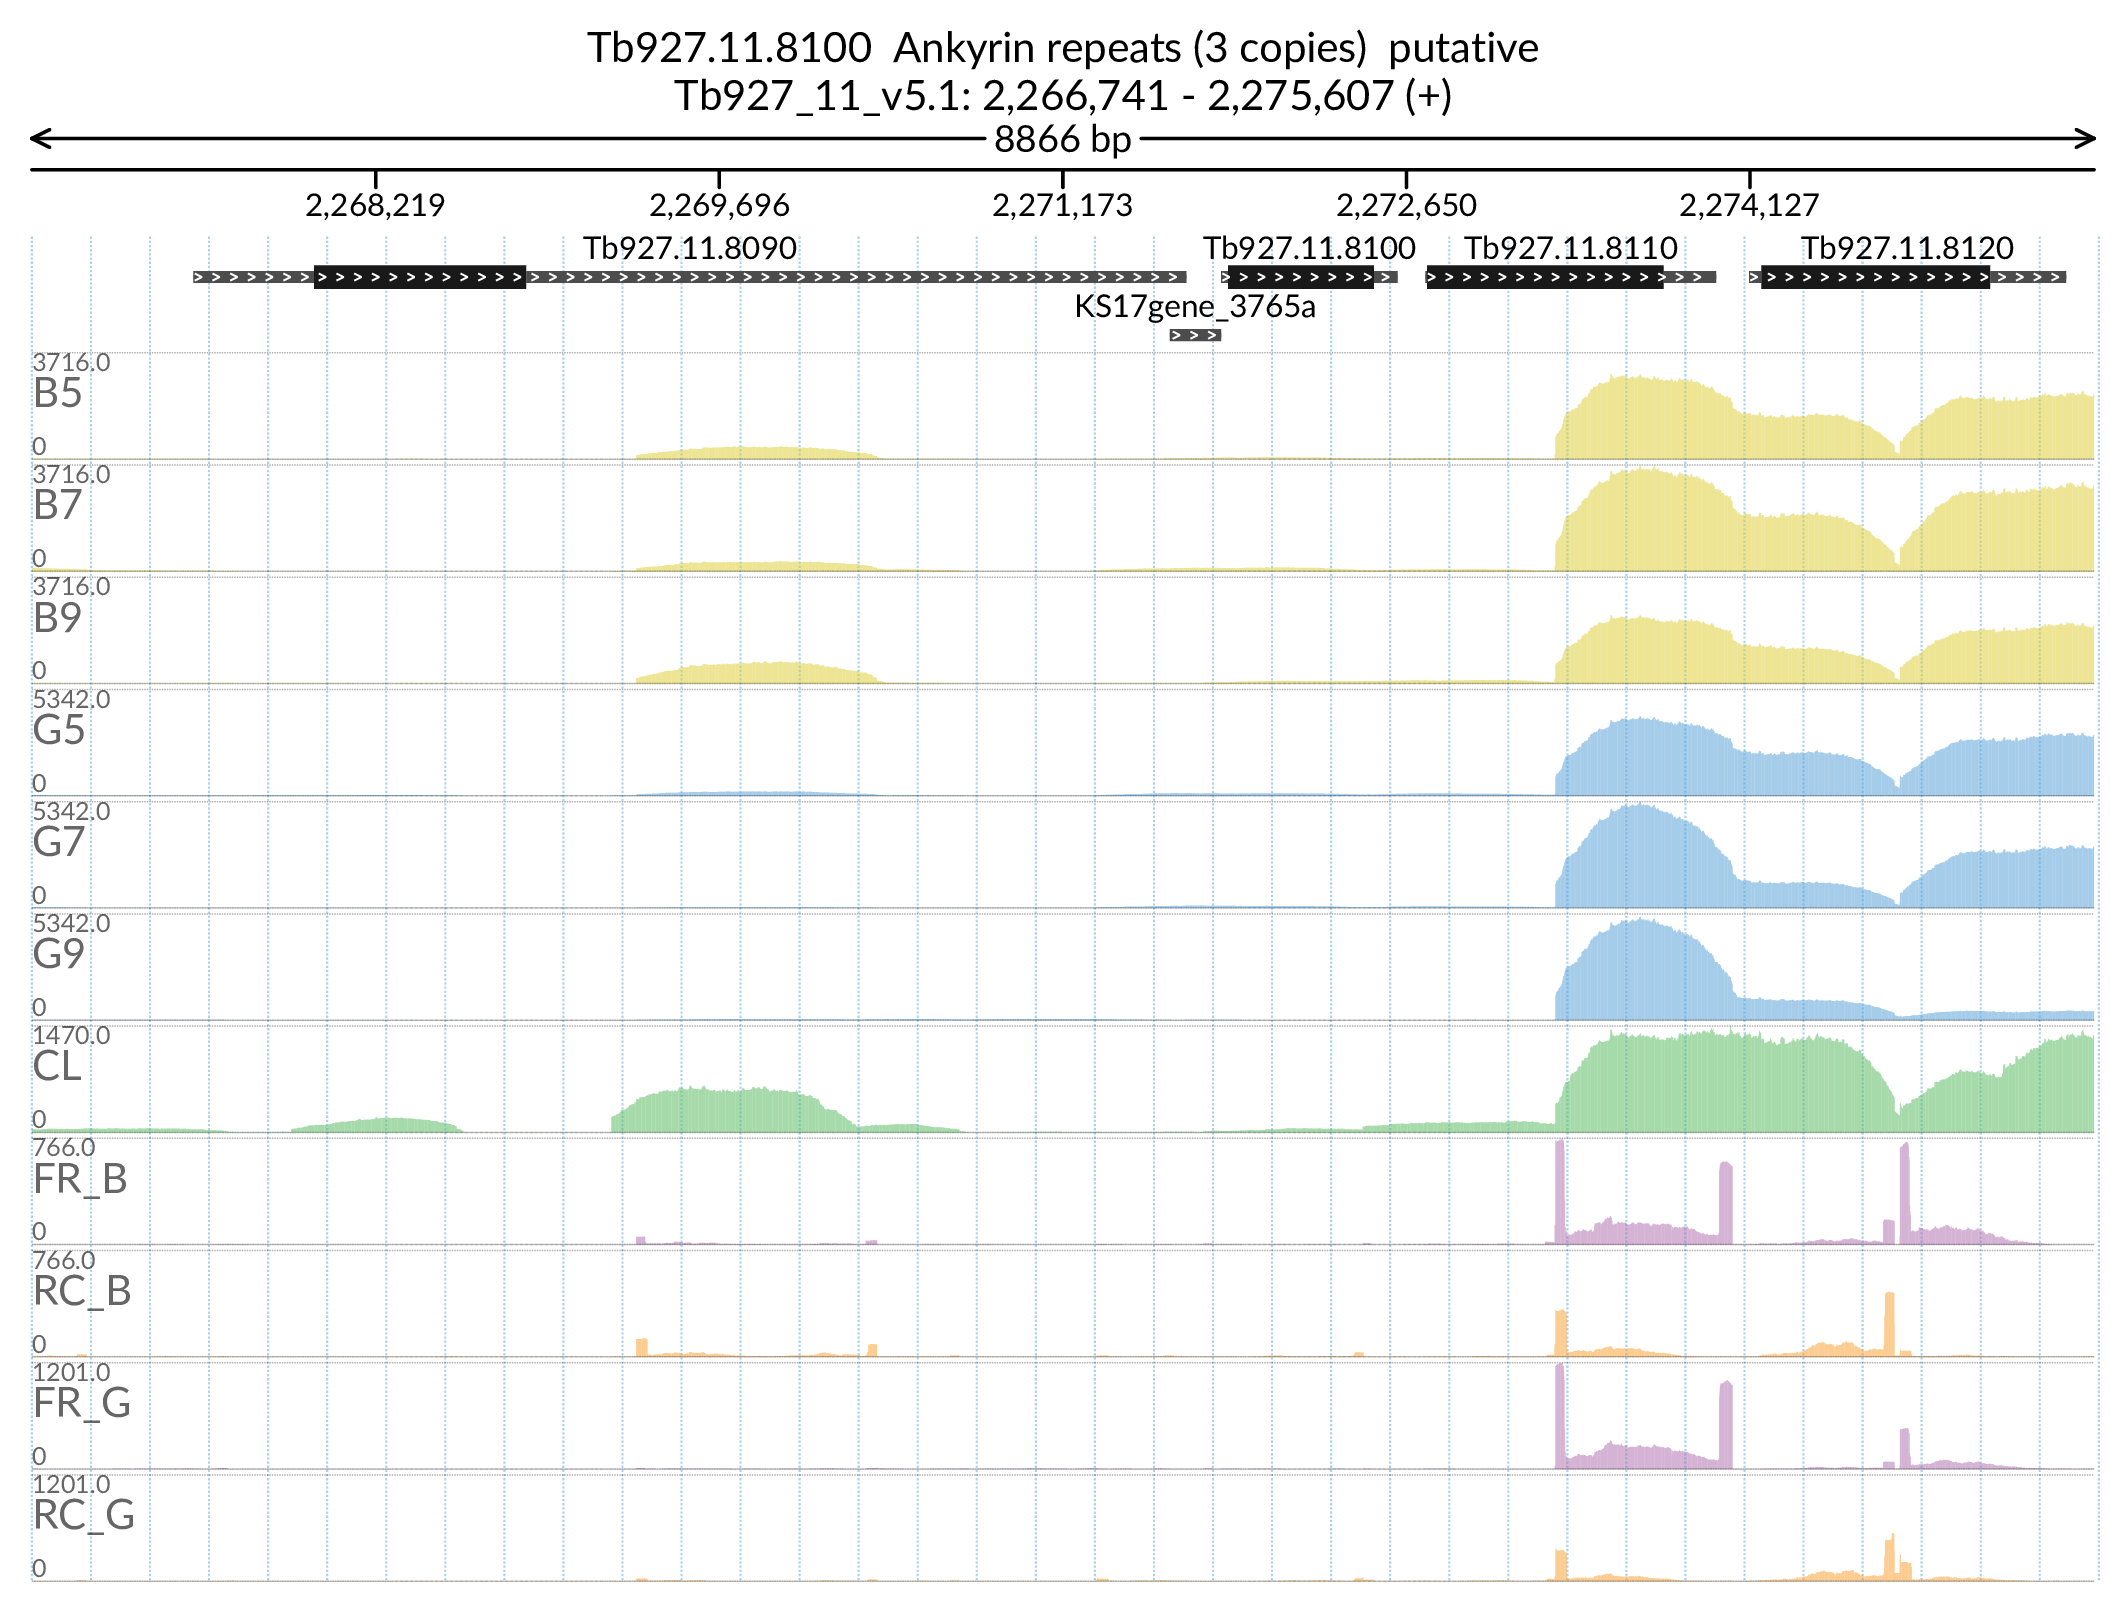 Tb927.11.8100  Ankyrin repeats (3 copies)  putative
Tb927_11_v5.1: 2,266,741 - 2,275,607 (+)
8866 bp
2,268,219 2,269,696 2,271,173 2,272,650 2,274,127
Tb927.11.8090 Tb927.11.8100 Tb927.11.8110 Tb927.11.8120
KS17gene_3765a
3716.0
B5
0
3716.0
B7
0
3716.0
B9
0
5342.0
G5
0
5342.0
G7
0
5342.0
G9
0
1470.0
CL
0
766.0
FR_B
0
766.0
RC_B
0
1201.0
FR_G
0
1201.0
RC_G
0